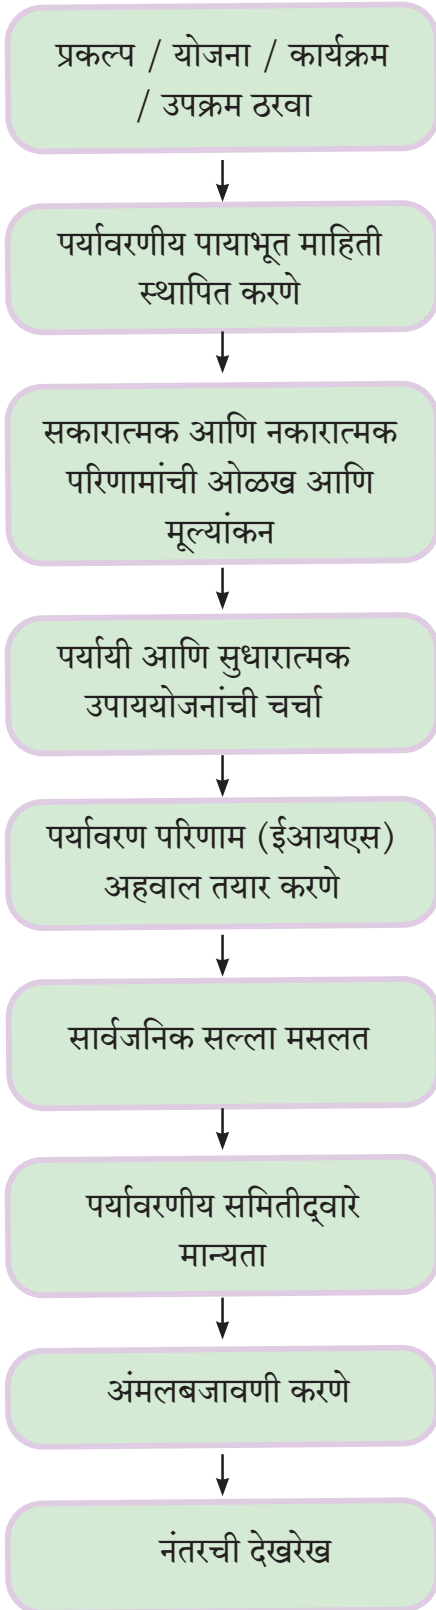 प्रकल्प / योजना / कार्यक्रम
/ उपक्रम ठरवा
पर्यावरणीय पायाभूत माहिती
स्थापित करणे
सकारात्मक आणि नकारात्मक
परिणामांची ओळख आणि
मूल्यांकन
पर्यायी आणि सुधारात्मक
उपाययोजनांची चर्चा
पर्यावरण परिणाम (ईआयएस)
अहवाल तयार करणे
सार्वजनिक सल्ला मसलत
पर्यावरणीय समितीद्‌वारे
मान्यता
अंमलबजावणी करणे
नंतरची देखरेख